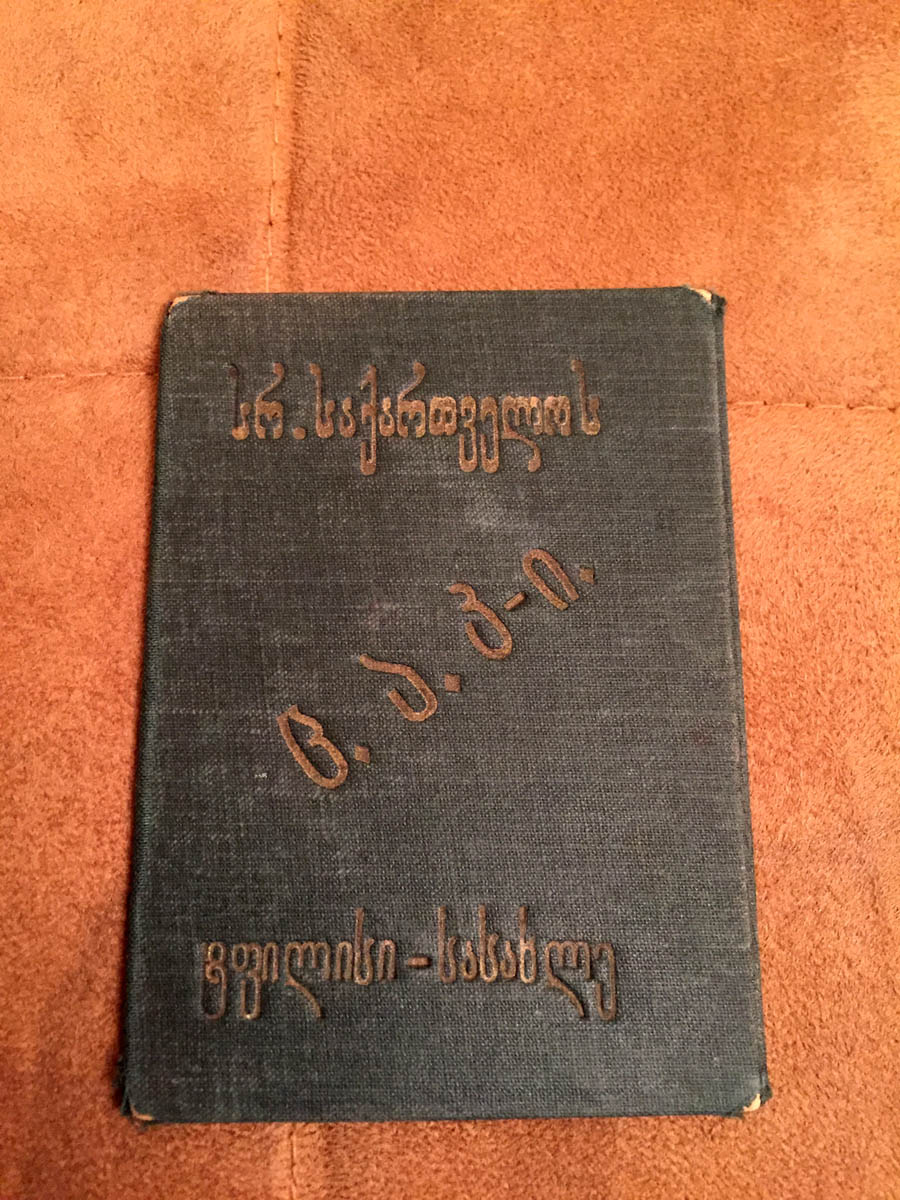 სრ. საქართველოს
ც. ა. კ-ი.
ტფილისი - სასახლე